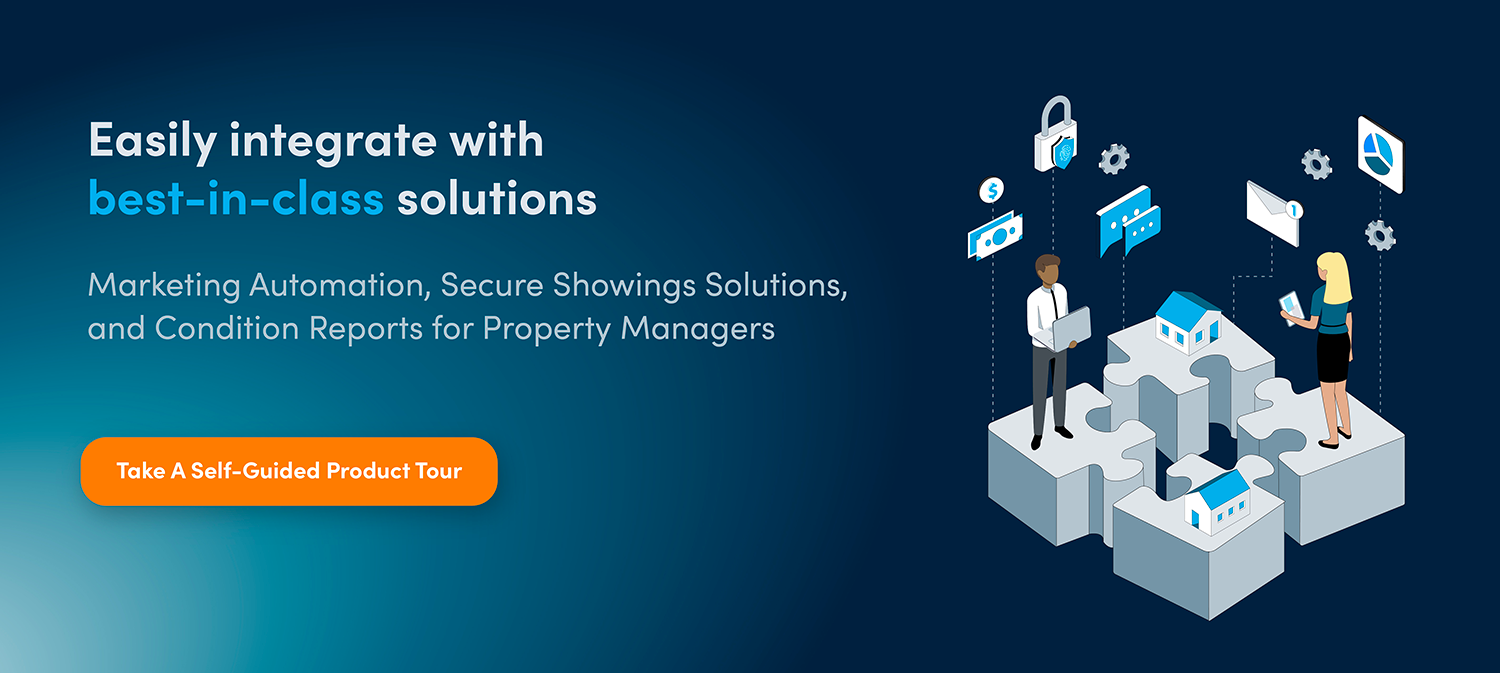 Easily integrate with
best-in-class solutions
Marketing Automation, Secure Showings Solutions,
and Condition Reports for Property Managers
Take A Self-Guided Product Tour
$
1